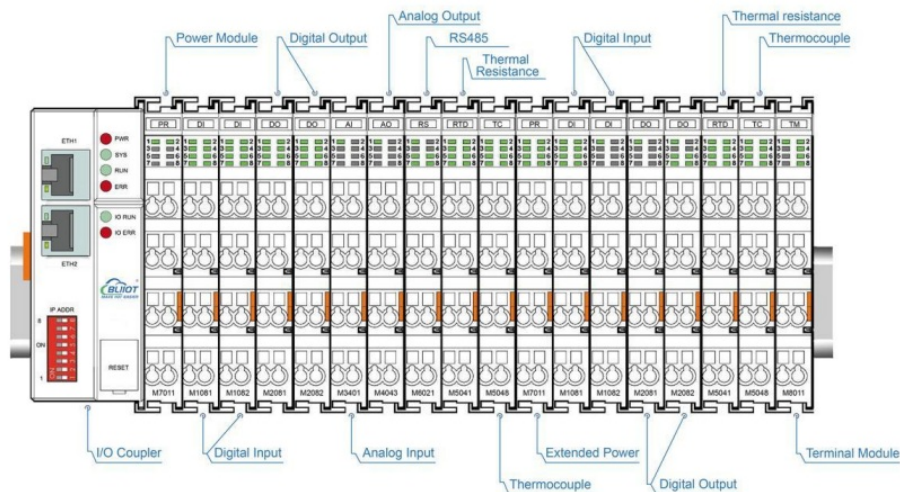 Analog Output
Thermal resistance
Power Module
Digital Output
RS485
Digital Input
Thermocouple
Thermal
Resistance
PR
DI
DI
DO
DO
AI
AO
RS
RTD
TC
PR
DI
DI
DO
DO
RTD
TC
TM
ETH1
PWR
SYS
RUN
ERR
IO RUN
IO ERR
ETH2
BLIIOT
IP ADDR
8
ON
1
RESET
M7011
M1081
M1082
M2081
M2082
M3401
M4043
M6021
M5041
M5048
M7011
M1081
M1082
M2081
M2082
M5041
M5048
M8011
I/O Coupler
Digital Input
Analog Input
Extended Power
Terminal Module
Thermocouple
Digital Output